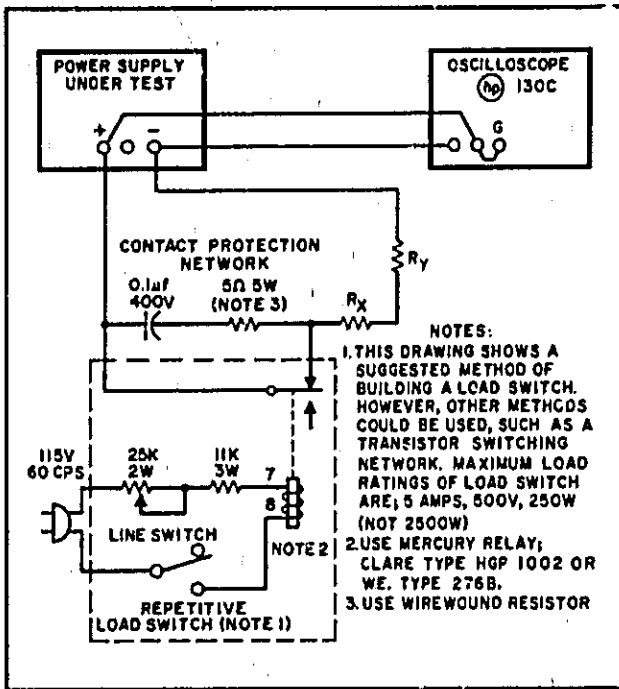 POWER SUPPLY
UNDER TEST
+
-
OSCILLOSCOPE
hp 130C
G
CONTACT PROTECTION
NETWORK
0.1uf
400V
5Ω 5W
(NOTE 3)
RX
RY
115V
60 CPS
25K
2W
11K
3W
7
8
LINE SWITCH
NOTE 2
REPETITIVE
LOAD SWITCH (NOTE 1)
NOTES:
1. THIS DRAWING SHOWS A
SUGGESTED METHOD OF
BUILDING A LOAD SWITCH.
HOWEVER, OTHER METHODS
COULD BE USED, SUCH AS A
TRANSISTOR SWITCHING
NETWORK. MAXIMUM LOAD
RATINGS OF LOAD SWITCH
ARE; 5 AMPS, 500V, 250W
(NOT 2500W)
2. USE MERCURY RELAY;
CLARE TYPE HGP 1002 OR
W.E. TYPE 276B.
3. USE WIREWOUND RESISTOR